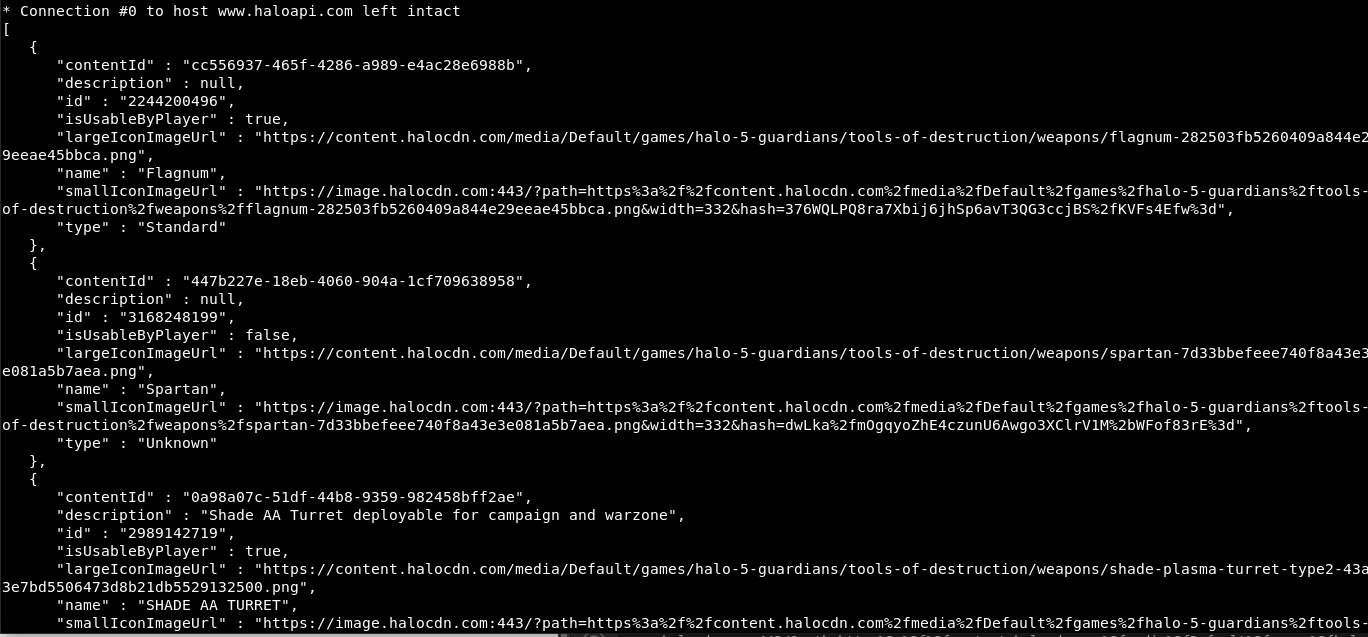 * Connection #0 to host www.haloapi.com left intact
[
   {
      "contentId" : "cc556937-465f-4286-a989-e4ac28e6988b",
      "description" : null,
      "id" : "2244200496",
      "isUsableByPlayer" : true,
      "largeIconImageUrl" : "https://content.halocdn.com/media/Default/games/halo-5-guardians/tools-of-destruction/weapons/flagnum-282503fb5260409a844e2
9eeae45bbca.png",
      "name" : "Flagnum",
      "smallIconImageUrl" : "https://image.halocdn.com:443/?path=https%3a%2f%2fcontent.halocdn.com%2fmedia%2fDefault%2fgames%2fhalo-5-guardians%2ftools-
of-destruction%2fweapons%2fflagnum-282503fb5260409a844e29eeae45bbca.png&width=332&hash=376WQLPQ8ra7Xbij6jhSp6avT3QG3ccjBS%2fKVFs4Efw%3d",
      "type" : "Standard"
   },
   {
      "contentId" : "447b227e-18eb-4060-904a-1cf709638958",
      "description" : null,
      "id" : "3168248199",
      "isUsableByPlayer" : false,
      "largeIconImageUrl" : "https://content.halocdn.com/media/Default/games/halo-5-guardians/tools-of-destruction/weapons/spartan-7d33bbefeee740f8a43e3
e081a5b7aea.png",
      "name" : "Spartan",
      "smallIconImageUrl" : "https://image.halocdn.com:443/?path=https%3a%2f%2fcontent.halocdn.com%2fmedia%2fDefault%2fgames%2fhalo-5-guardians%2ftools-
of-destruction%2fweapons%2fspartan-7d33bbefeee740f8a43e3e081a5b7aea.png&width=332&hash=dwLka%2fmOgqyoZhE4czunU6Awgo3XClrV1M%2bWFof83rE%3d",
      "type" : "Unknown"
   },
   {
      "contentId" : "0a98a07c-51df-44b8-9359-982458bff2ae",
      "description" : "Shade AA Turret deployable for campaign and warzone",
      "id" : "2989142719",
      "isUsableByPlayer" : true,
      "largeIconImageUrl" : "https://content.halocdn.com/media/Default/games/halo-5-guardians/tools-of-destruction/weapons/shade-plasma-turret-type2-43a
3e7bd5506473d8b21db5529132500.png",
      "name" : "SHADE AA TURRET",
      "smallIconImageUrl" : "https://image.halocdn.com:443/?path=https%3a%2f%2fcontent.halocdn.com%2fmedia%2fDefault%2fgames%2fhalo-5-guardians%2ftools-